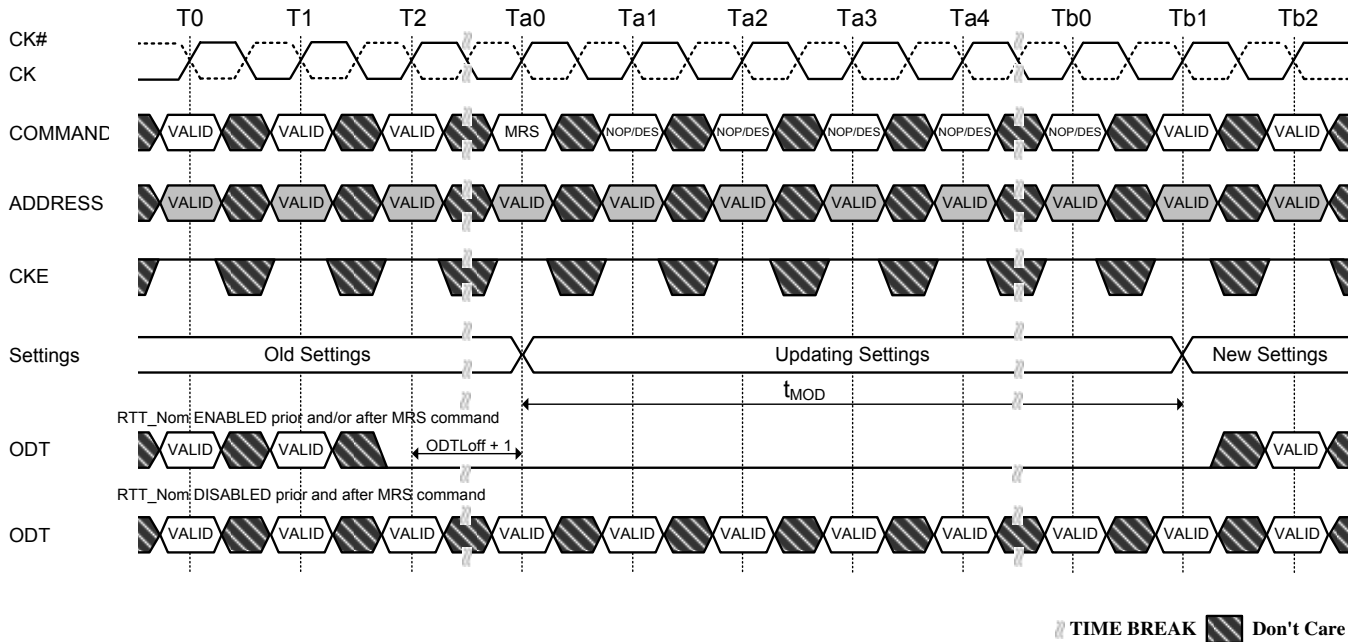 T0 T1 T2 Ta0 Ta1 Ta2 Ta3 Ta4 Tb0 Tb1 Tb2
CK#
CK
COMMAND VALID VALID VALID MRS NOP/DES NOP/DES NOP/DES NOP/DES NOP/DES VALID VALID
ADDRESS VALID VALID VALID VALID VALID VALID VALID VALID VALID VALID VALID
CKE
Settings Old Settings Updating Settings New Settings
tMOD
RTT_Nom ENABLED prior and/or after MRS command
ODT VALID VALID ODTLoff + 1 VALID
RTT_Nom DISABLED prior and after MRS command
ODT VALID VALID VALID VALID VALID VALID VALID VALID VALID VALID VALID
TIME BREAK Don't Care